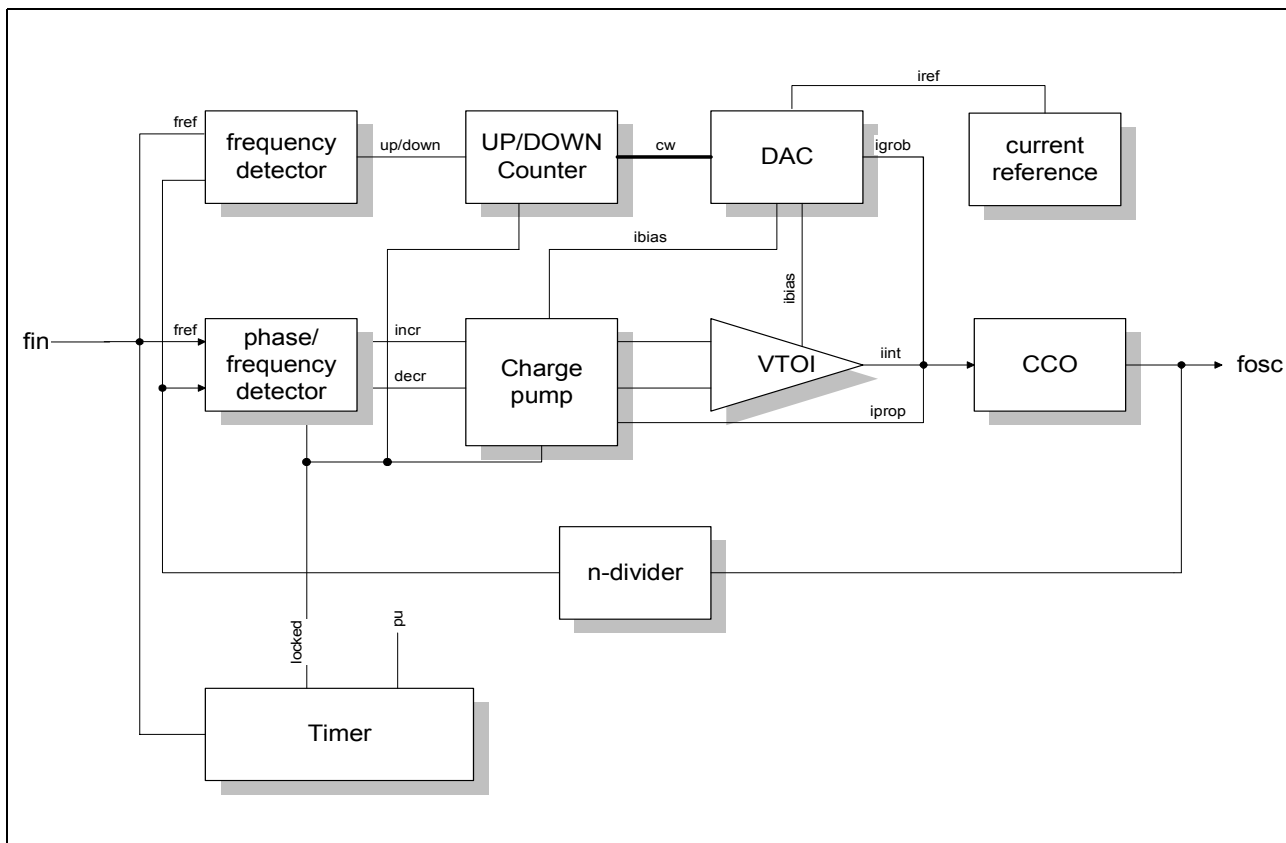 iref
fref
frequency
detector
up/down
UP/DOWN
Counter
cw
DAC
igrob
current
reference
ibias
ibias
fin
fref
phase/
frequency
detector
incr
decr
Charge
pump
VTOI
iint
iprop
CCO
fosc
n-divider
locked
pu
Timer